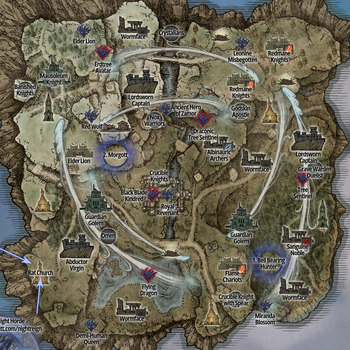 Crystalians
Wormface
Elder Lion
Leonine
Misbegotten
Redmane
Knights
Erdtree
Avatar
Mausoleum
Knight
Banished
Knights
Redmane
Knights
Lordsworn
Captain
Ancient Hero
of Zamor
Godskin
Apostle
Nox
Warriors
Red Wolf
Draconic
Tree Sentinel
Lordsworn
Captain
Albinauric
Archers
2. Morgott
Elder Lion
Wormface
Grave Warden
Duelist
Crucible
Knights
Tree
Sentinel
Black Blade
Kindred
Royal
Revenant
Guardian
Golem
Guardian
Golem
Omen
Sanguine
Noble
Abductor
Virgin
1. Bell Bearing
Hunter
Rat Church
Flying
Dragon
Flame
Chariots
Wormface
Crucible Knight
with Spear
Wormface
Miranda
Blossom
Night Horde
tt.com/nightreign
Demi-Human
Queen